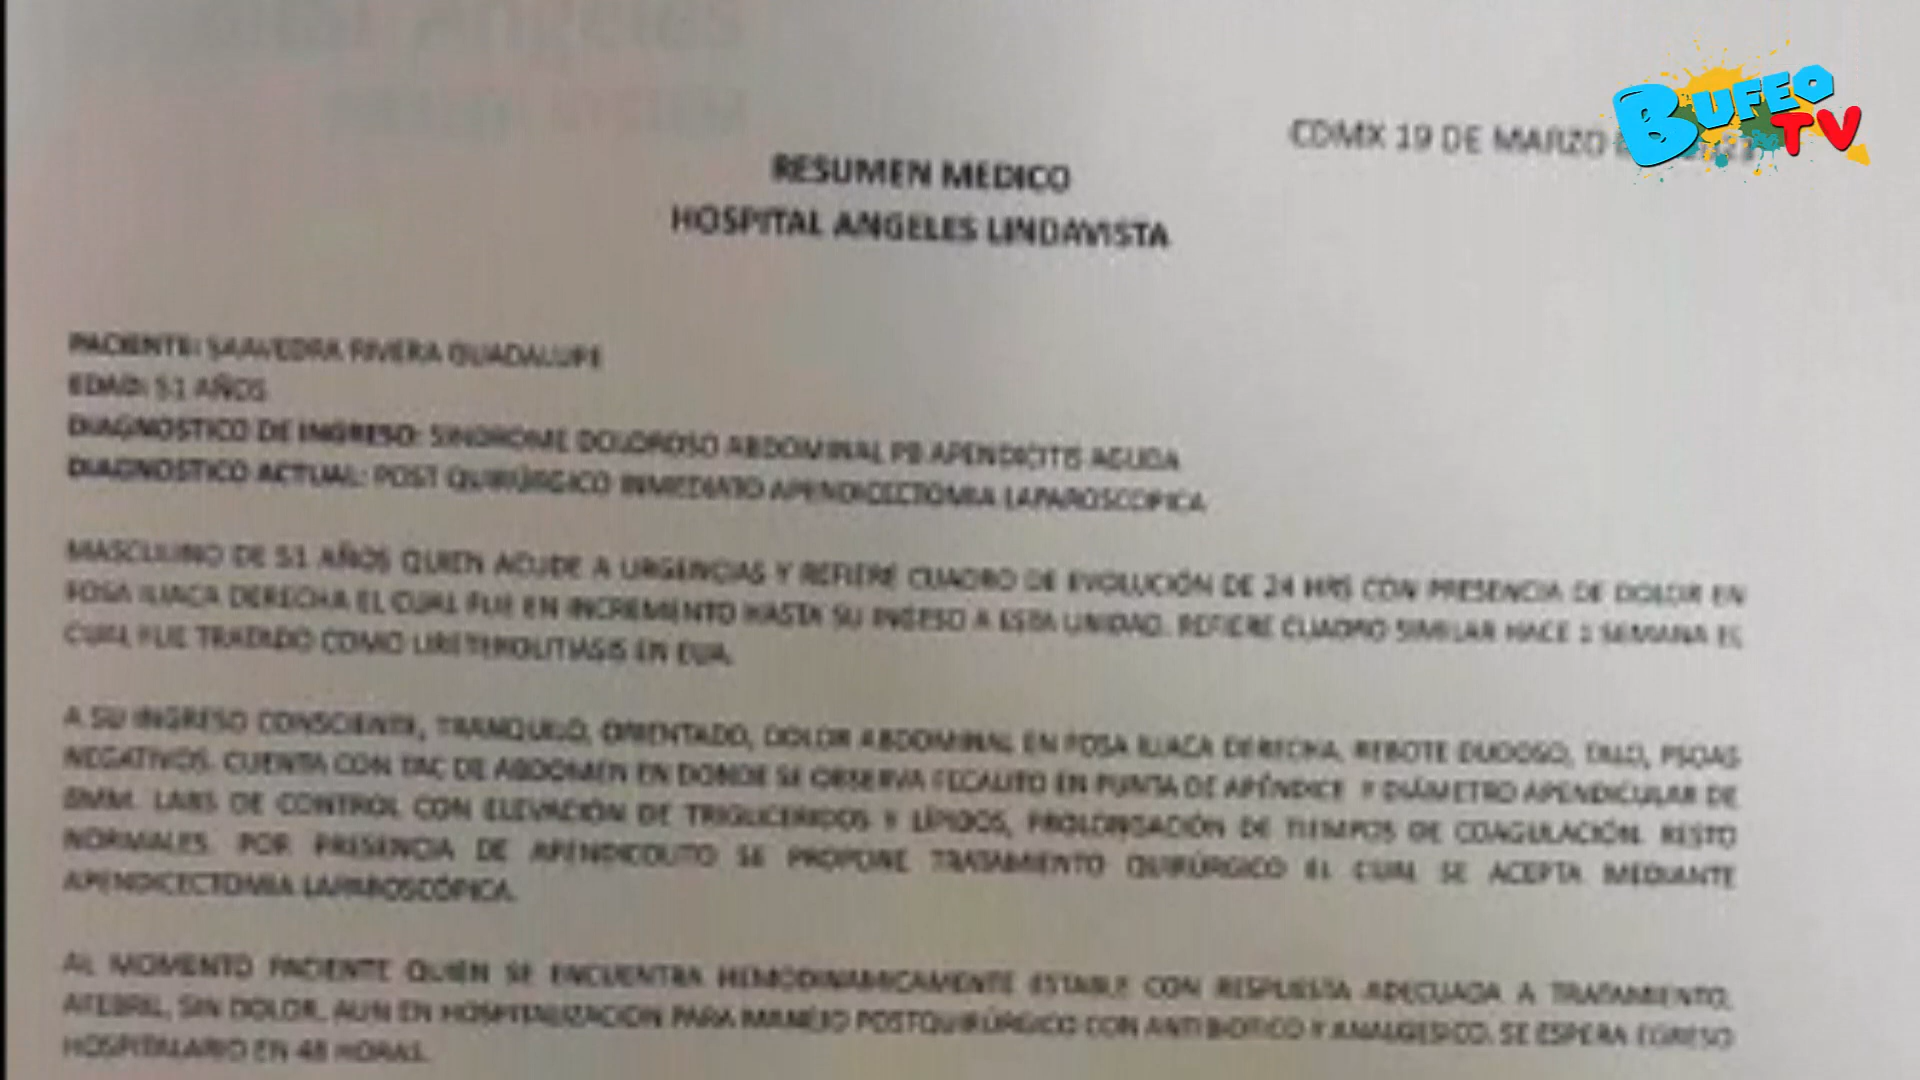 BUFEO TV
CDMX 19 DE MARZO
RESUMEN MEDICO
HOSPITAL ANGELES LINDAVISTA
PACIENTE: SAAVEDRA RIVERA GUADALUPE
EDAD: 51 AÑOS
DIAGNOSTICO DE INGRESO: SINDROME DOLOROSO ABDOMINAL PB APENDICITIS AGUDA
DIAGNOSTICO ACTUAL: POST QUIRÚRGICO INMEDIATO APENDICECTOMIA LAPAROSCOPICA
MASCULINO DE 51 AÑOS QUIEN ACUDE A URGENCIAS Y REFIERE CUADRO DE EVOLUCIÓN DE 24 HRS CON PRESENCIA DE DOLOR EN
FOSA ILIACA DERECHA EL CUAL FUE EN INCREMENTO HASTA SU INGESO A ESTA UNIDAD. REFIERE CUADRO SIMILAR HACE 1 SEMANA EL
CUAL FUE TRATADO COMO URETEROLITIASIS EN EUA.
A SU INGRESO CONSCIENTE, TRANQUILO, ORIENTADO, DOLOR ABDOMINAL EN FOSA ILIACA DERECHA, REBOTE DUDOSO, TALO, PSOAS
NEGATIVOS. CUENTA CON TAC DE ABDOMEN EN DONDE SE OBSERVA FECALITO EN PUNTA DE APÉNDICE Y DIÁMETRO APENDICULAR DE
8MM. LABS DE CONTROL CON ELEVACIÓN DE TRIGLICERIDOS Y LÍPIDOS, PROLONGACIÓN DE TIEMPOS DE COAGULACIÓN. RESTO
NORMALES. POR PRESENCIA DE APENDICOLITO SE PROPONE TRATAMIENTO QUIRÚRGICO EL CUAL SE ACEPTA MEDIANTE
APENDICECTOMIA LAPAROSCÓPICA.
AL MOMENTO PACIENTE QUIEN SE ENCUENTRA HEMODINAMICAMENTE ESTABLE CON RESPUESTA ADECUADA A TRATAMIENTO,
AFEBRIL, SIN DOLOR, AUN EN HOSPITALIZACION PARA MANEJO POSTQUIRÚRGICO CON ANTIBIOTICO Y ANALGESICO. SE ESPERA EGRESO
HOSPITALARIO EN 48 HORAS.